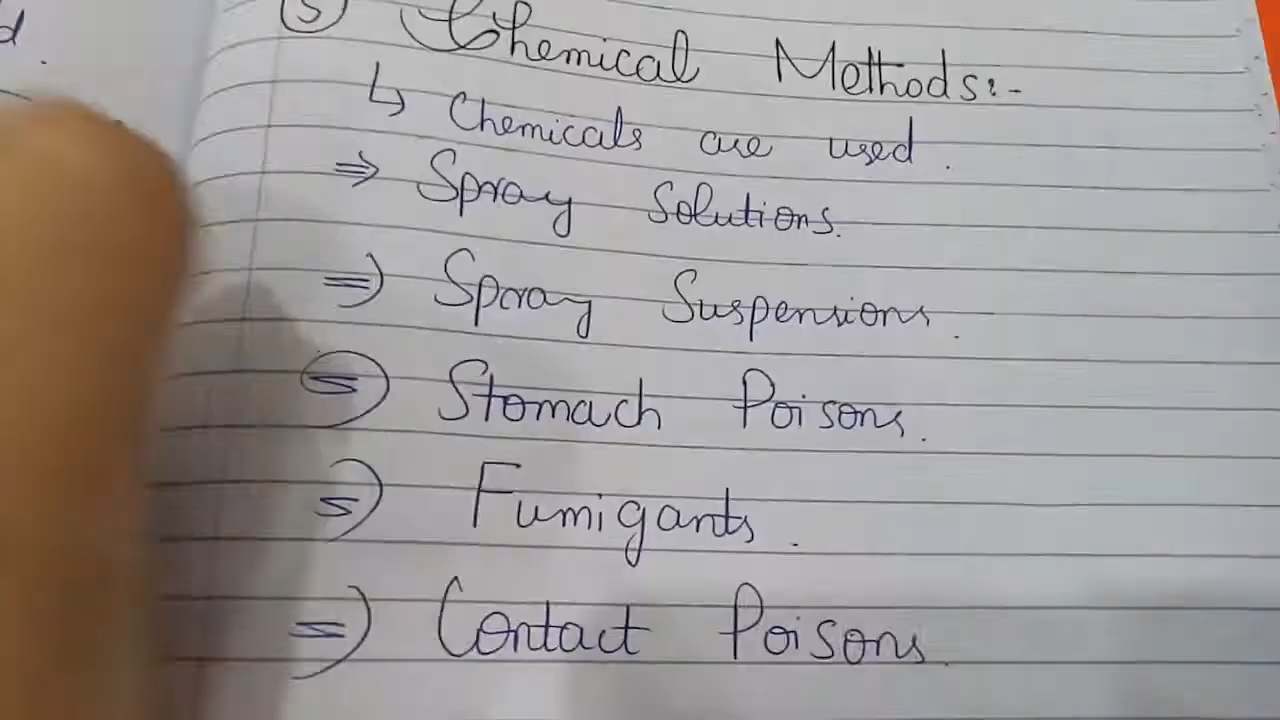 d
⑤ Chemical Methods:-
↳ Chemicals are used.
⇒ Spray Solutions.
⇒ Spray Suspensions.
⇒ Stomach Poisons.
⇒ Fumigants.
⇒ Contact Poisons.